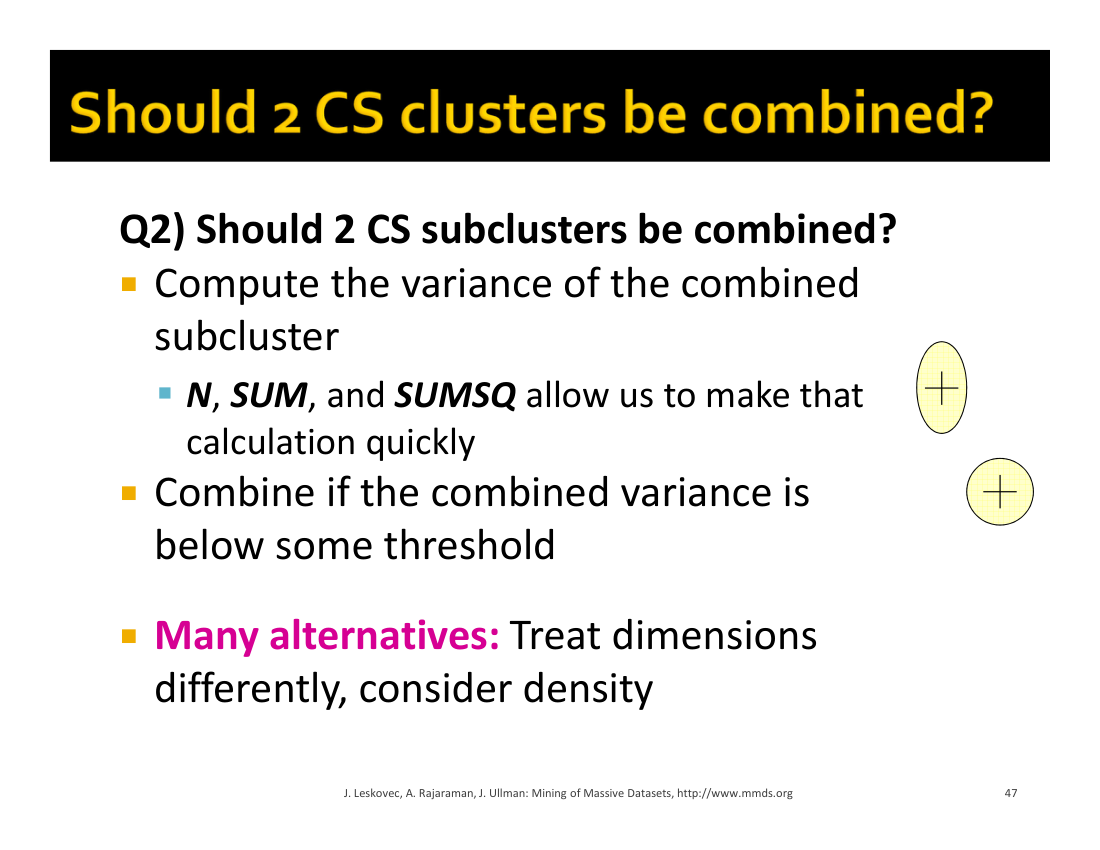 Should 2 CS clusters be combined?
Q2) Should 2 CS subclusters be combined?
Compute the variance of the combined
subcluster
N, SUM, and SUMSQ allow us to make that
calculation quickly
Combine if the combined variance is
below some threshold
Many alternatives: Treat dimensions
differently, consider density
J. Leskovec, A. Rajaraman, J. Ullman: Mining of Massive Datasets, http://www.mmds.org
47